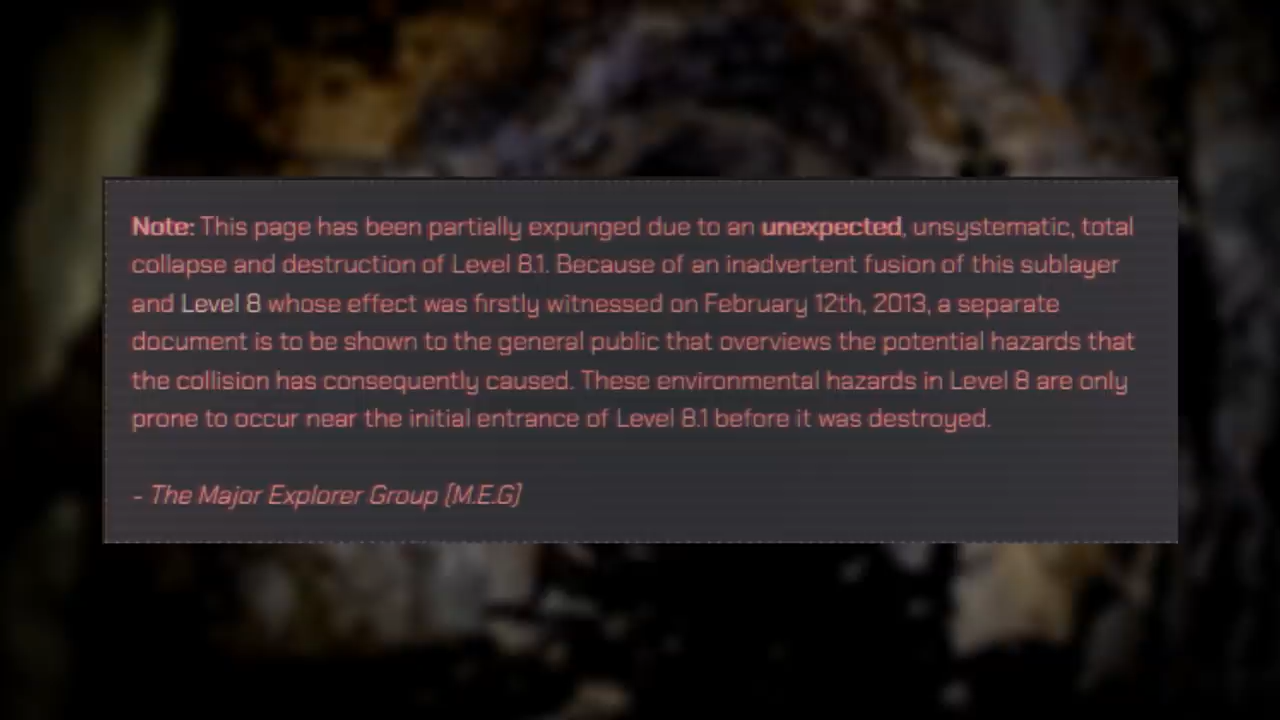 Note: This page has been partially expunged due to an unexpected, unsystematic, total
collapse and destruction of Level 8.1. Because of an inadvertent fusion of this sublayer
and Level 8 whose effect was firstly witnessed on February 12th, 2013, a separate
document is to be shown to the general public that overviews the potential hazards that
the collision has consequently caused. These environmental hazards in Level 8 are only
prone to occur near the initial entrance of Level 8.1 before it was destroyed.
- The Major Explorer Group [M.E.G]